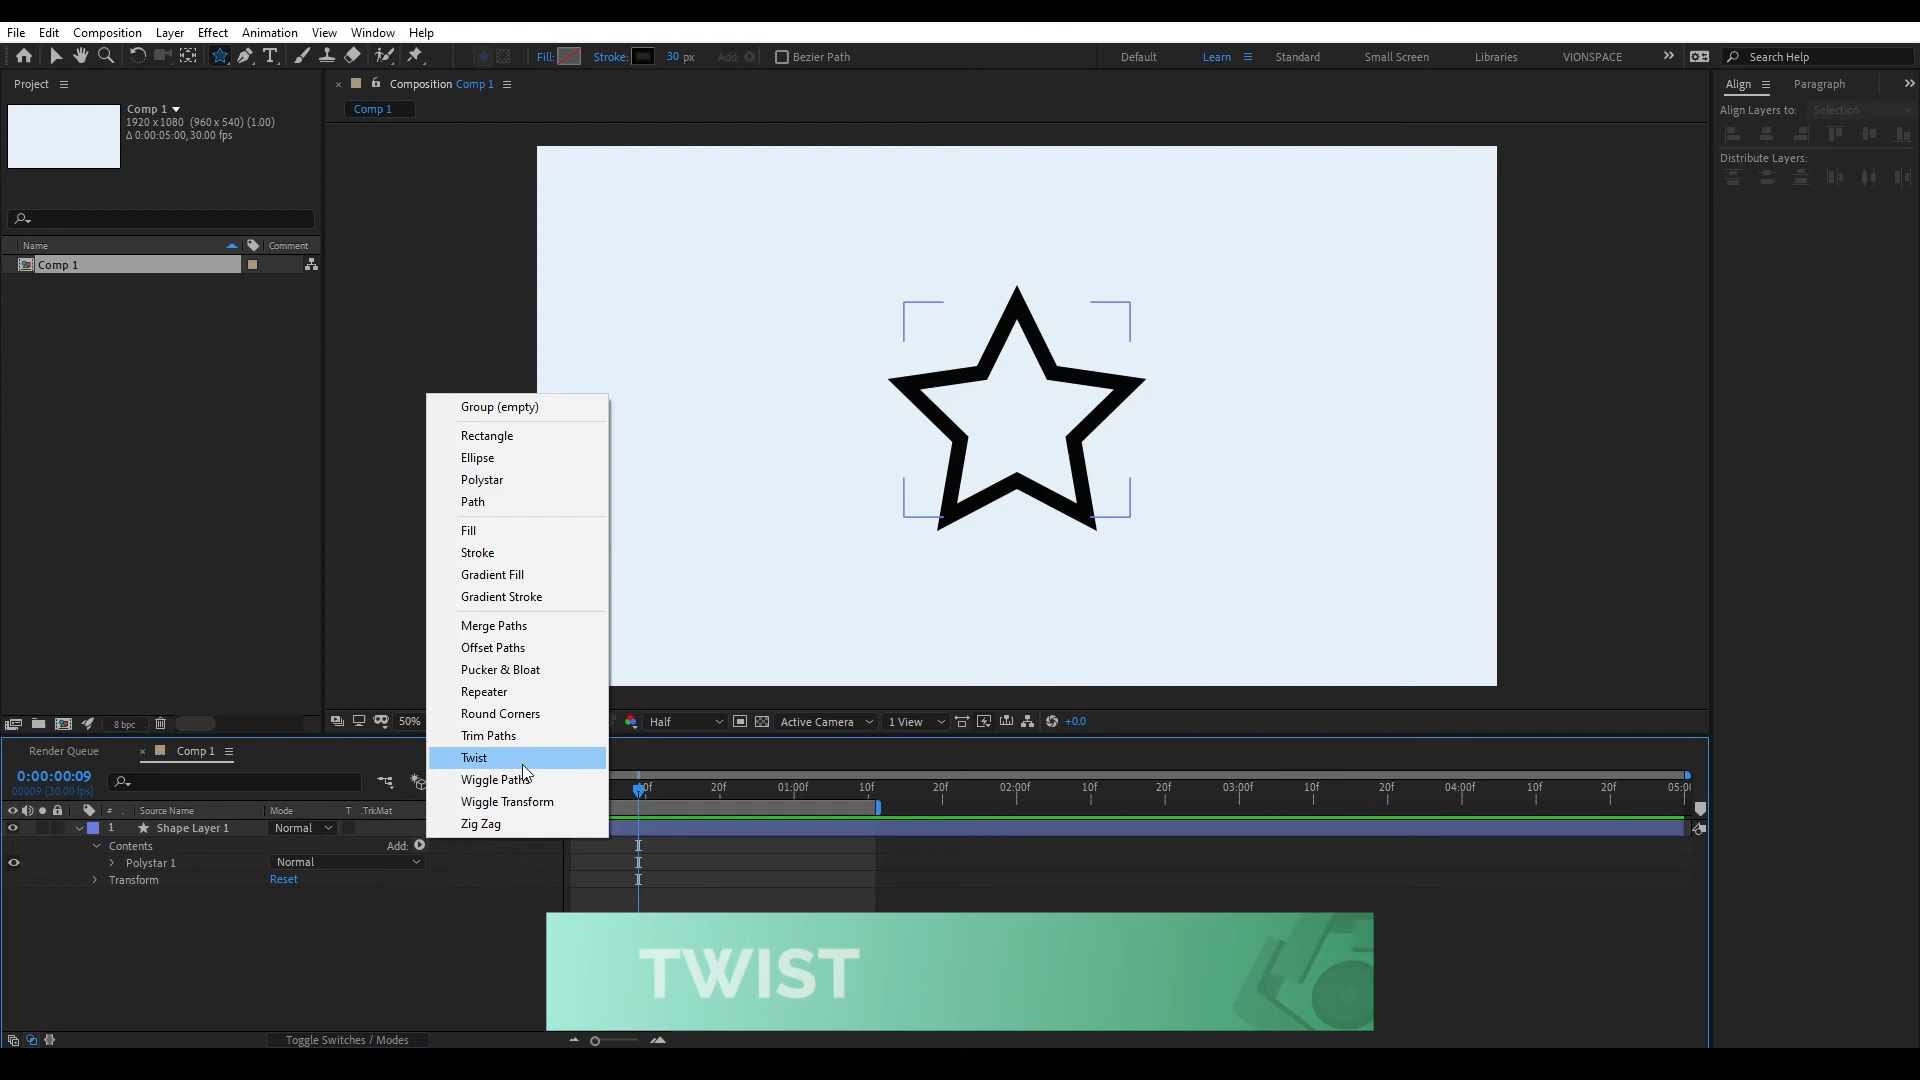 File Edit Composition Layer Effect Animation View Window Help
Fill: Stroke: 30 px Add: Bezier Path Default Learn Standard Small Screen Libraries VIONSPACE » Search Help
Project
Comp 1
1920 x 1080 (960 x 540) (1.00)
Δ 0:00:05:00, 30.00 fps
Name Comment
Comp 1
8 bpc
Composition Comp 1
Comp 1
Align Paragraph »
Align Layers to: Selection
Distribute Layers:
Group (empty)
Rectangle
Ellipse
Polystar
Path
Fill
Stroke
Gradient Fill
Gradient Stroke
Merge Paths
Offset Paths
Pucker & Bloat
Repeater
Round Corners
Trim Paths
Twist
Wiggle Paths
Wiggle Transform
Zig Zag
50% Half Active Camera 1 View +0.0
Render Queue Comp 1
0:00:00:09
00009 (30.00 fps)
20f 01:00f 10f 20f 02:00f 10f 20f 03:00f 10f 20f 04:00f 10f 20f
# Source Name Mode T .TrkMat
1 Shape Layer 1 Normal
Contents Add:
Polystar 1 Normal
Transform Reset
TWIST
Toggle Switches / Modes